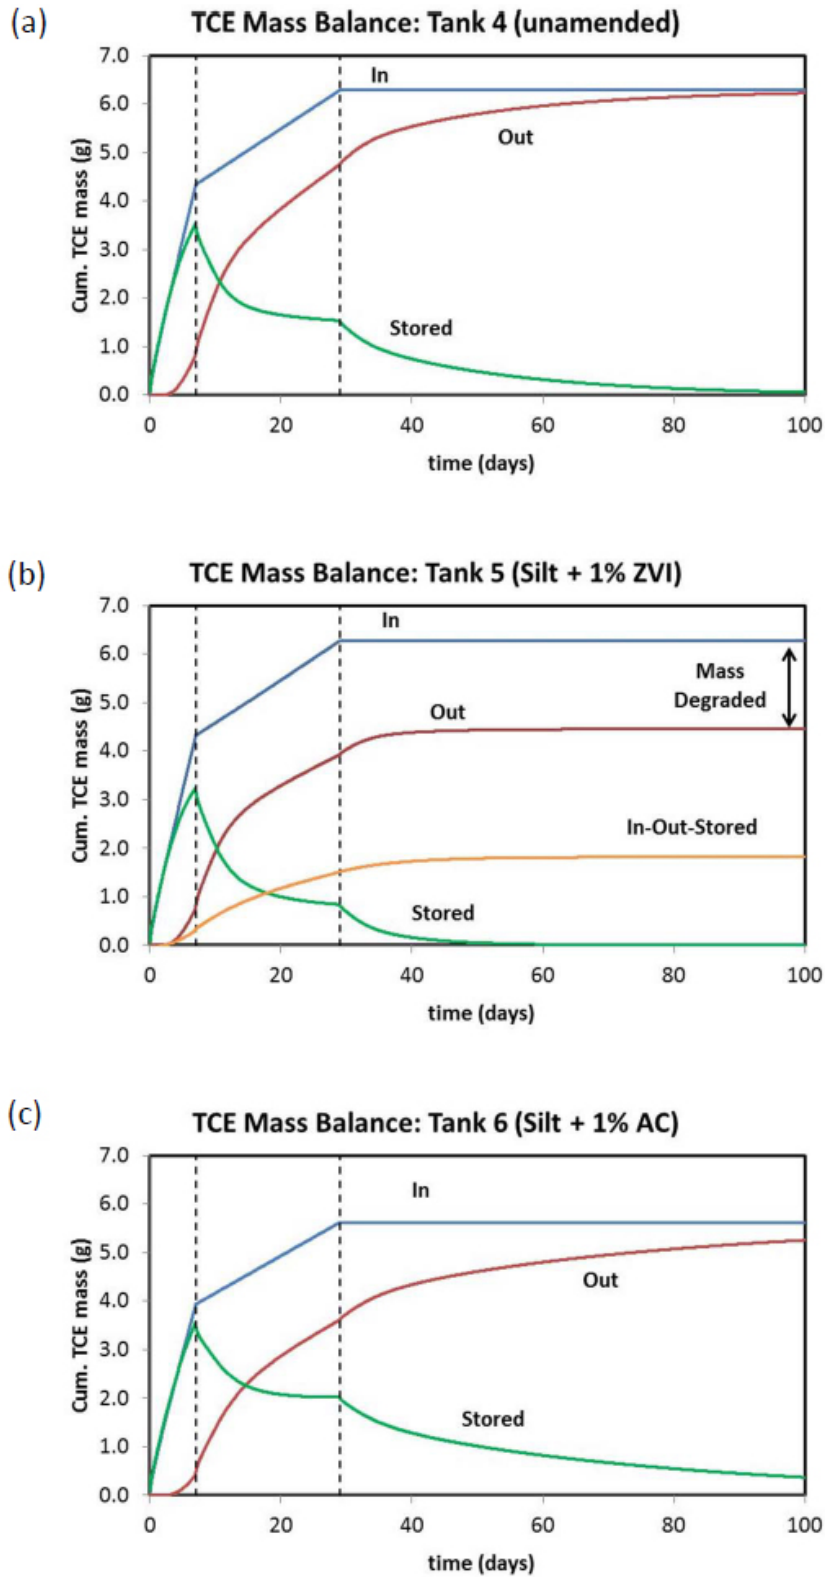 (a)
TCE Mass Balance: Tank 4 (unamended)
7.0
6.0
5.0
4.0
3.0
2.0
1.0
0.0
Cum. TCE mass (g)
In
Out
Stored
0 20 40 60 80 100
time (days)
(b)
TCE Mass Balance: Tank 5 (Silt + 1% ZVI)
7.0
6.0
5.0
4.0
3.0
2.0
1.0
0.0
Cum. TCE mass (g)
In
Mass
Degraded
Out
In-Out-Stored
Stored
0 20 40 60 80 100
time (days)
(c)
TCE Mass Balance: Tank 6 (Silt + 1% AC)
7.0
6.0
5.0
4.0
3.0
2.0
1.0
0.0
Cum. TCE mass (g)
In
Out
Stored
0 20 40 60 80 100
time (days)